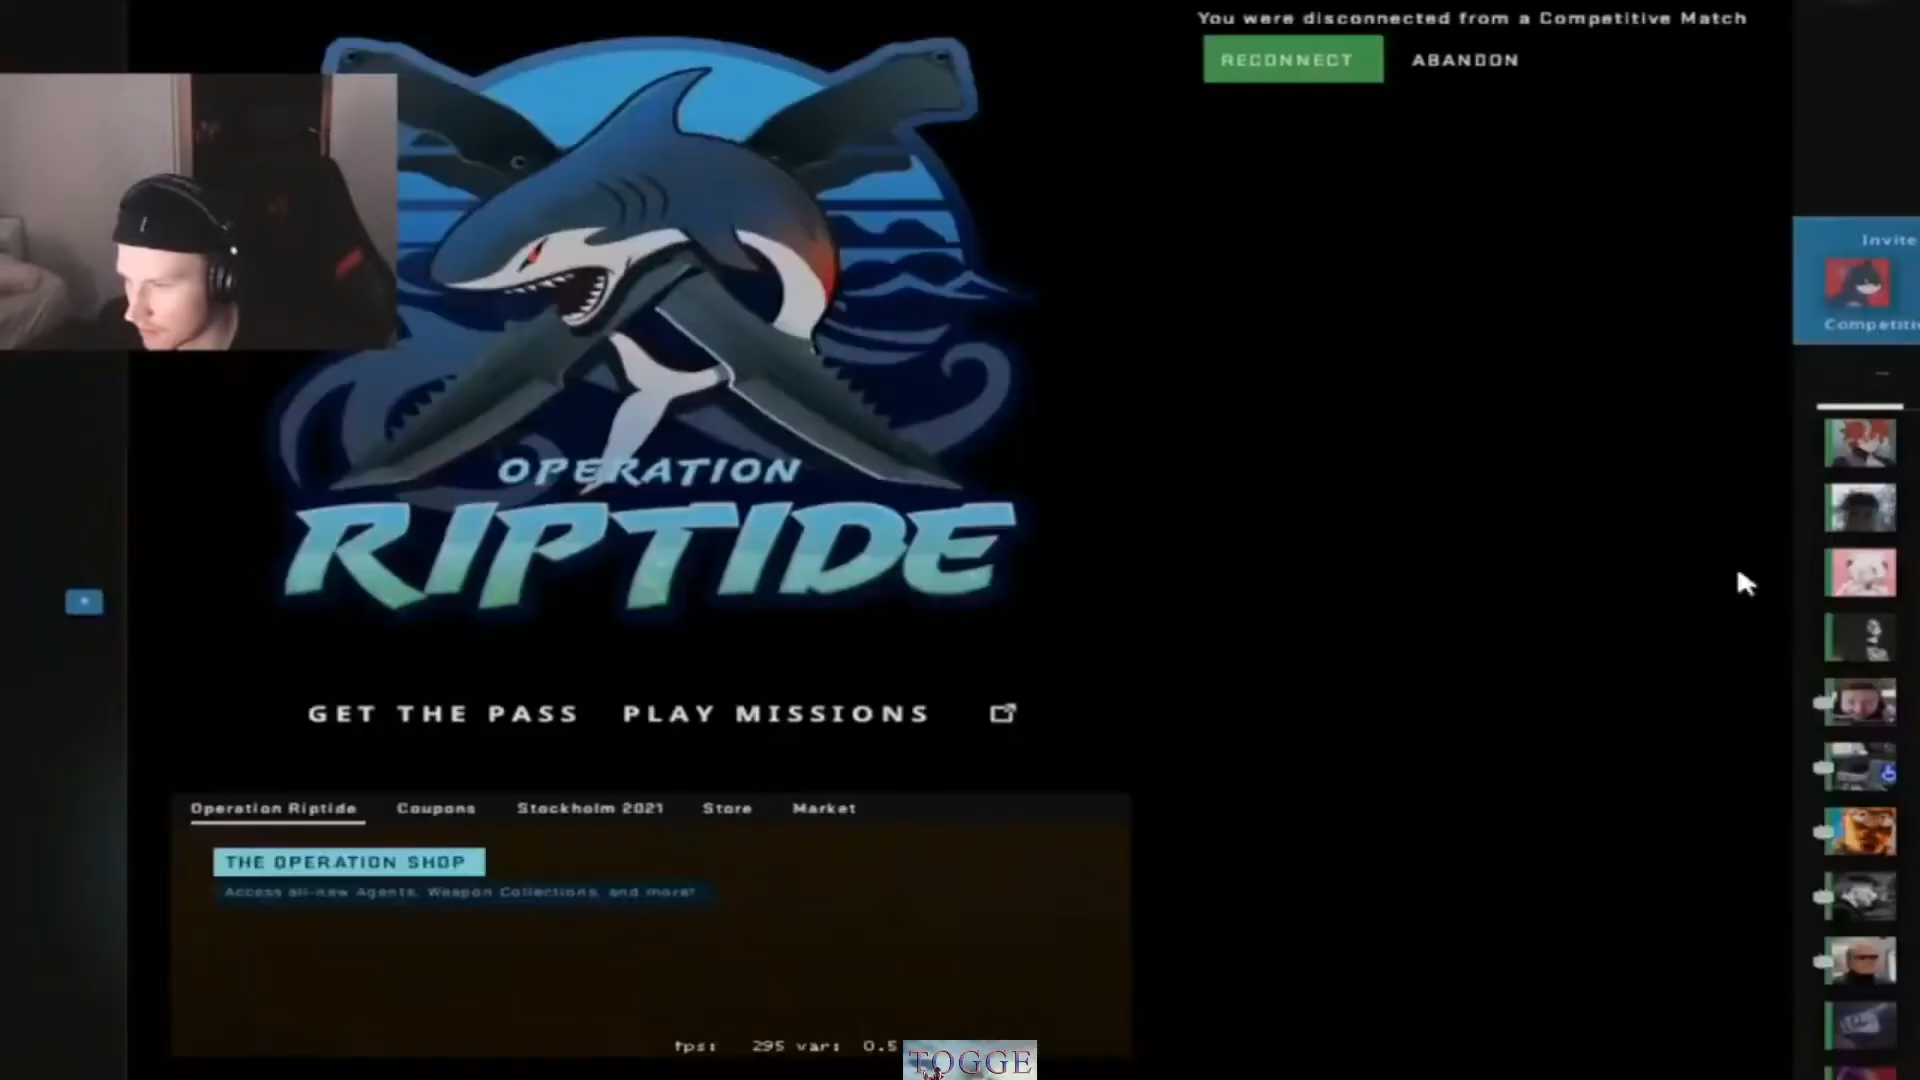 You were disconnected from a Competitive Match
RECONNECT ABANDON
Invite
OPERATION
RIPTIDE
GET THE PASS PLAY MISSIONS
Operation Riptide Coupons Stockholm 2021 Store Market
THE OPERATION SHOP
Access all-new Agents, Weapon Collections, and more!
fps: 295 var: 0.5
TOGGE